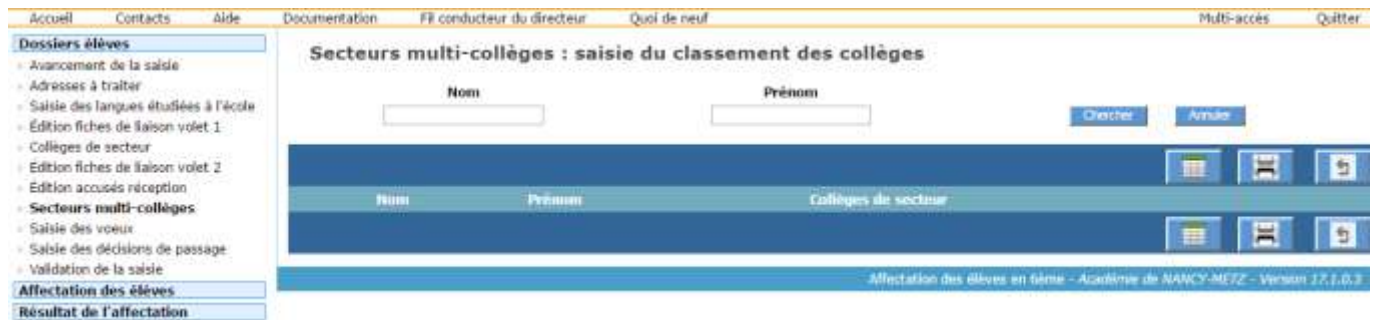 Accueil Contacts Aide Documentation Fil conducteur du directeur Quoi de neuf Multi-accès Quitter
Dossiers élèves
Avancement de la saisie
Adresses à traiter
Saisie des langues étudiées à l'école
Édition fiches de liaison volet 1
Collèges de secteur
Edition fiches de liaison volet 2
Edition accusés réception
Secteurs multi-collèges
Saisie des voeux
Saisie des décisions de passage
Validation de la saisie
Affectation des élèves
Résultat de l'affectation
Secteurs multi-collèges : saisie du classement des collèges
Nom Prénom
Chercher Annuler
Nom Prénom Collèges de secteur
Affectation des élèves en 6ème - Académie de NANCY-METZ - Version 17.1.0.3